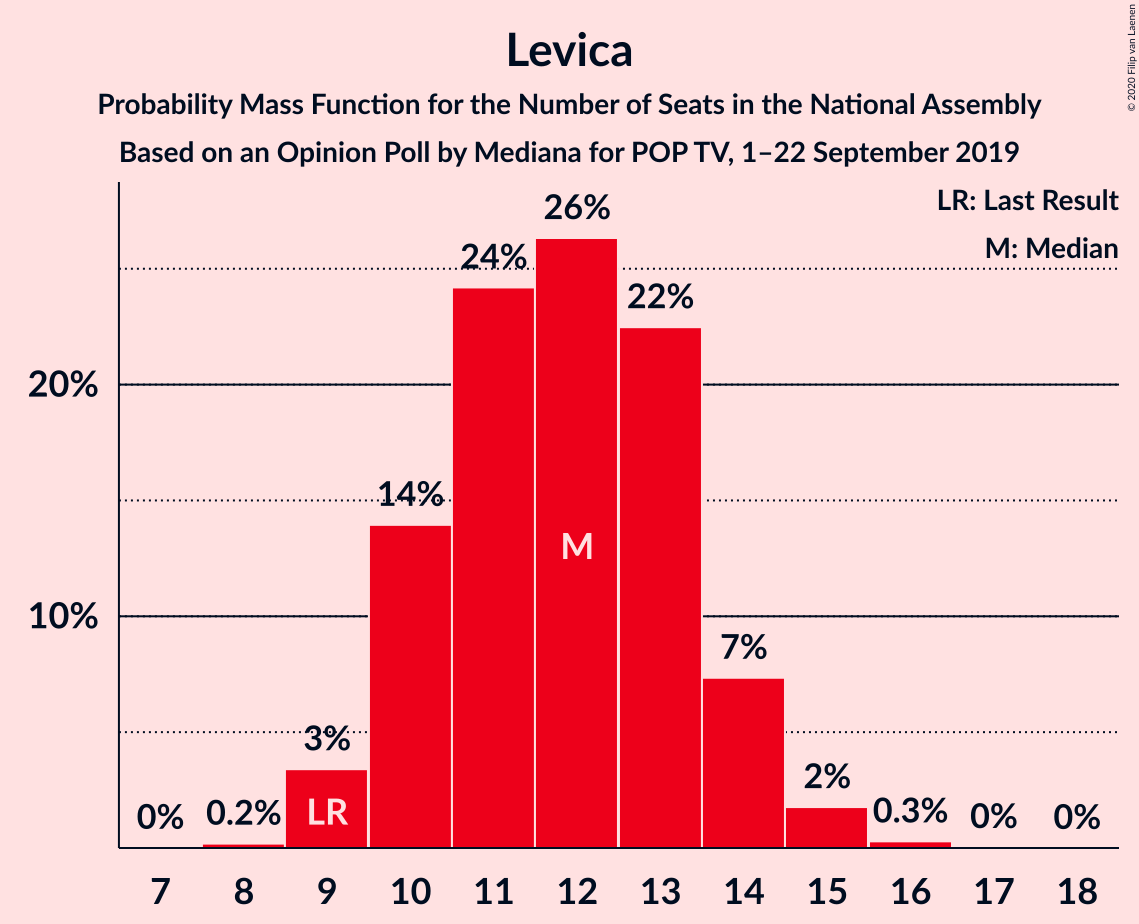 Levica
Probability Mass Function for the Number of Seats in the National Assembly
Based on an Opinion Poll by Mediana for POP TV, 1–22 September 2019
© 2020 Filip van Laenen
LR: Last Result
M: Median
26%
24%
22%
20%
14%
M
10%
7%
3%
2%
LR
0%
0.2%
0.3%
0%
0%
7 8 9 10 11 12 13 14 15 16 17 18